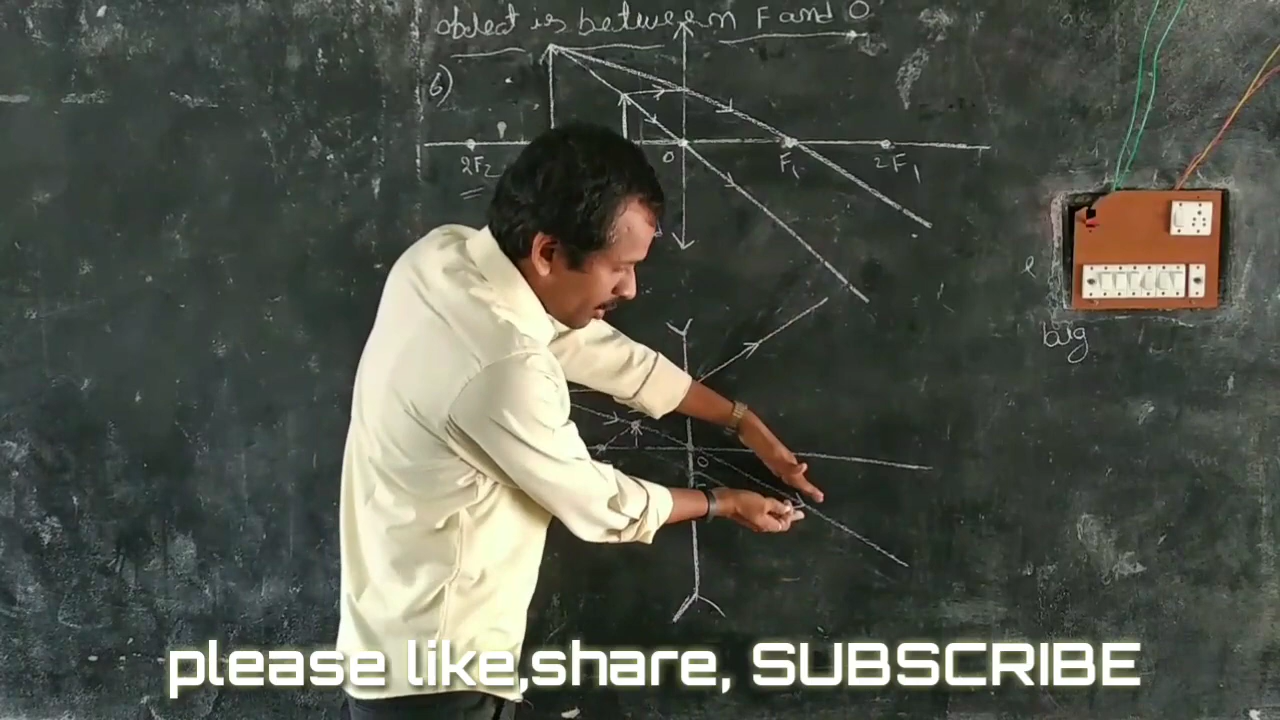 object is between F and O
6)
2F₂ O F₁ 2F₁
e
big
O
please like,share, SUBSCRIBE